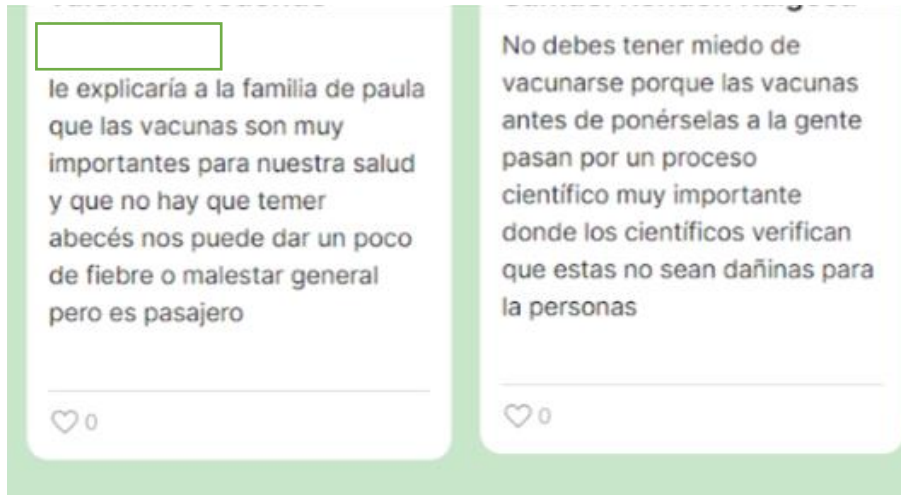 le explicaría a la familia de paula
que las vacunas son muy
importantes para nuestra salud
y que no hay que temer
abecés nos puede dar un poco
de fiebre o malestar general
pero es pasajero
0
No debes tener miedo de
vacunarse porque las vacunas
antes de ponérselas a la gente
pasan por un proceso
científico muy importante
donde los científicos verifican
que estas no sean dañinas para
la personas
0